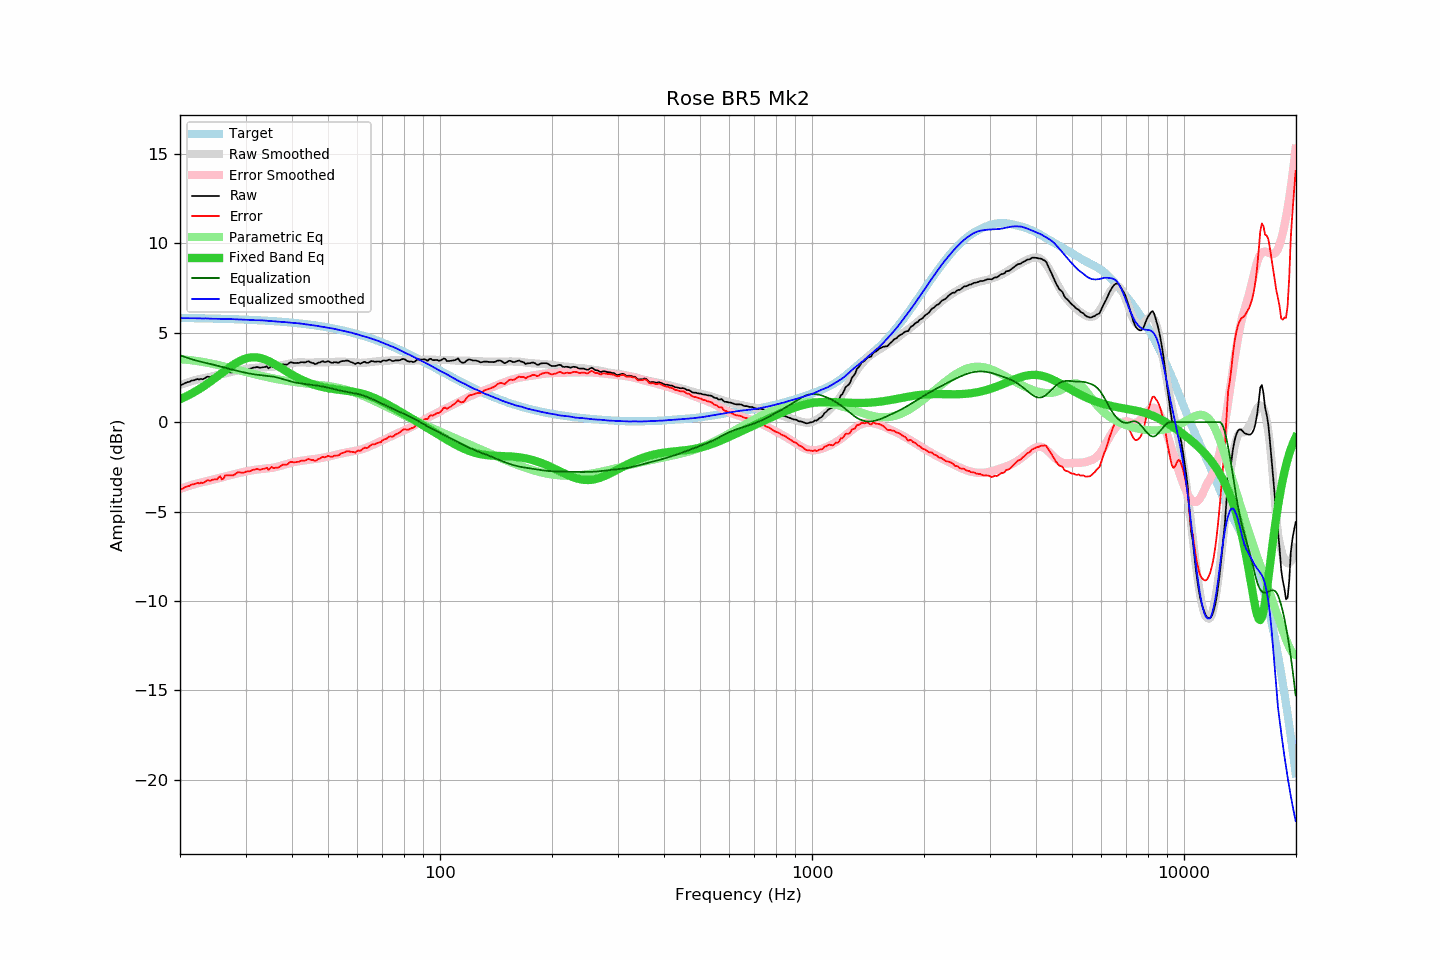 Rose BR5 Mk2
Target
Raw Smoothed
Error Smoothed
Raw
Error
Parametric Eq
Fixed Band Eq
Equalization
Equalized smoothed
15
10
5
0
−5
−10
−15
−20
Amplitude (dBr)
100
1000
10000
Frequency (Hz)